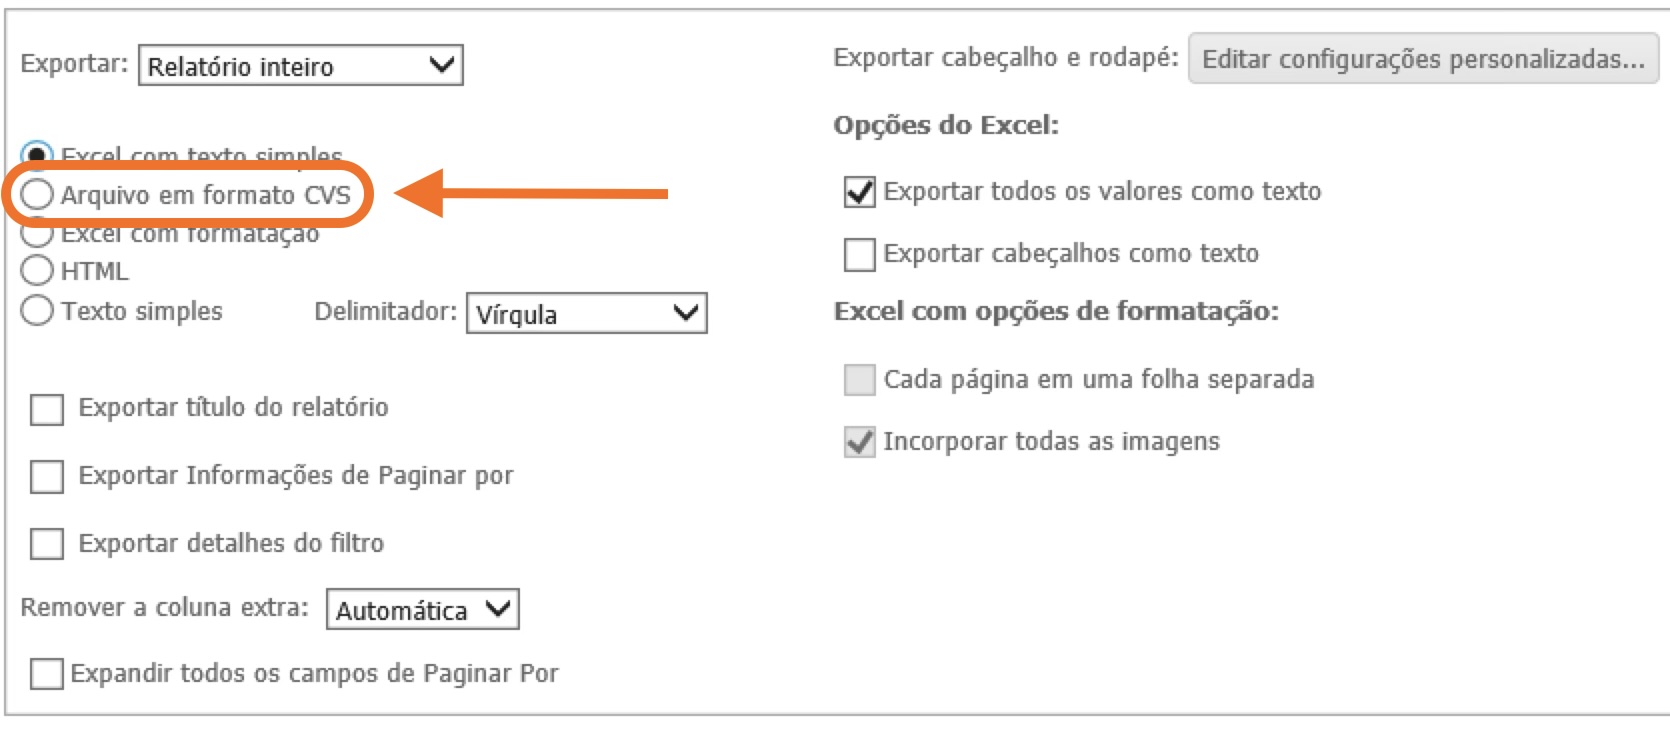 Exportar: Relatório inteiro
Excel com texto simples
Arquivo em formato CVS
Excel com formatação
HTML
Texto simples Delimitador: Vírgula
Exportar título do relatório
Exportar Informações de Paginar por
Exportar detalhes do filtro
Remover a coluna extra: Automática
Expandir todos os campos de Paginar Por
Exportar cabeçalho e rodapé: Editar configurações personalizadas...
Opções do Excel:
Exportar todos os valores como texto
Exportar cabeçalhos como texto
Excel com opções de formatação:
Cada página em uma folha separada
Incorporar todas as imagens